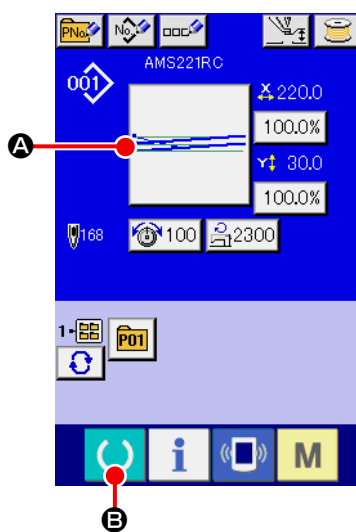 PNo. No.
AMS221RC
001
X 220.0
100.0%
A
Y 30.0
100.0%
168 100 2300
1·
P01
i M
B